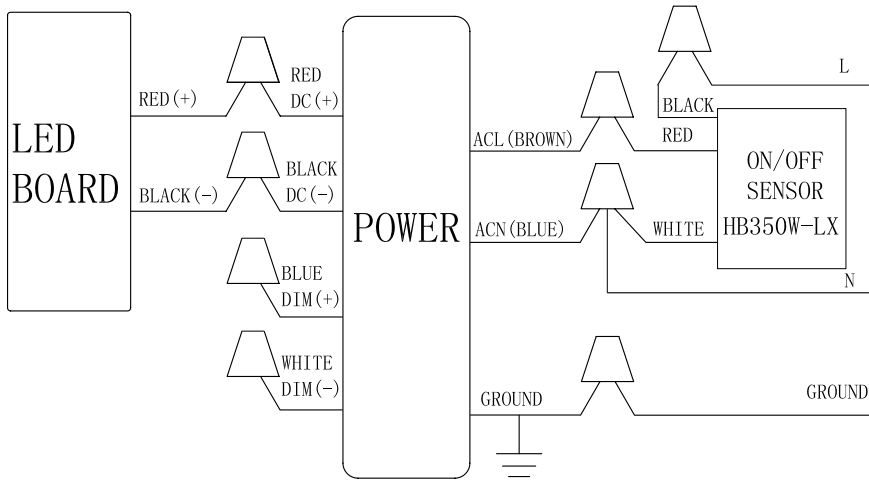 LED
BOARD
RED(+)
BLACK(-)
RED
DC(+)
BLACK
DC(-)
BLUE
DIM(+)
WHITE
DIM(-)
POWER
ACL(BROWN)
ACN(BLUE)
GROUND
BLACK
RED
WHITE
L
ON/OFF
SENSOR
HB350W-LX
N
GROUND